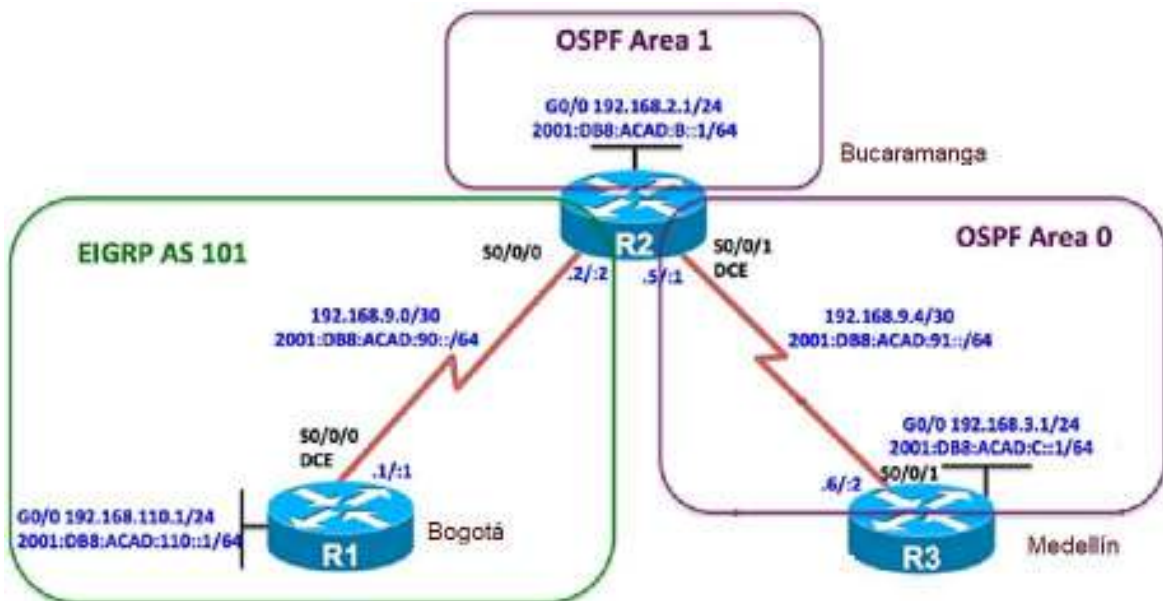 OSPF Area 1
G0/0 192.168.2.1/24
2001:DB8:ACAD:B::1/64
Bucaramanga
EIGRP AS 101
S0/0/0
R2
S0/0/1
DCE
OSPF Area 0
.2/:2
.5/:1
192.168.9.0/30
2001:DB8:ACAD:90::/64
192.168.9.4/30
2001:DB8:ACAD:91::/64
S0/0/0
DCE
.1/:1
G0/0 192.168.3.1/24
2001:DB8:ACAD:C::1/64
.6/:2
S0/0/1
G0/0 192.168.110.1/24
2001:DB8:ACAD:110::1/64
R1
Bogotá
R3
Medellín